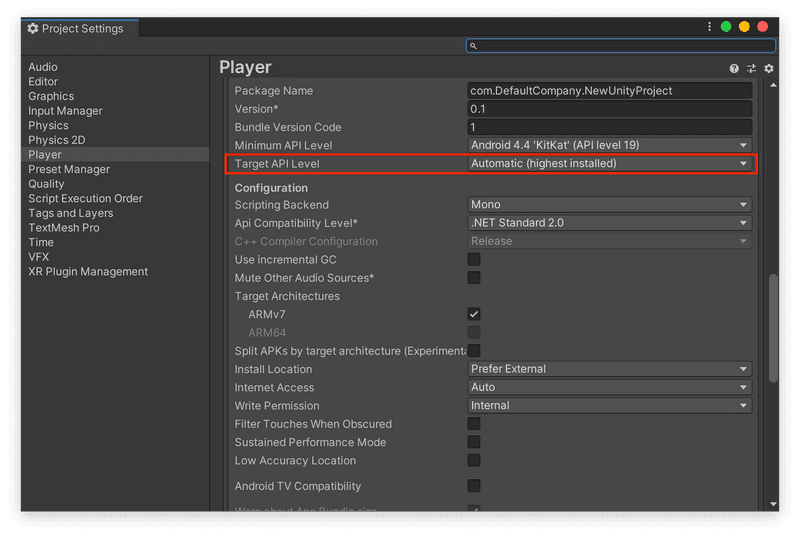 Project Settings
Audio
Editor
Graphics
Input Manager
Physics
Physics 2D
Player
Preset Manager
Quality
Script Execution Order
Tags and Layers
TextMesh Pro
Time
VFX
XR Plugin Management
Player
Package Name com.DefaultCompany.NewUnityProject
Version* 0.1
Bundle Version Code 1
Minimum API Level Android 4.4 'KitKat' (API level 19)
Target API Level Automatic (highest installed)
Configuration
Scripting Backend Mono
Api Compatibility Level* .NET Standard 2.0
C++ Compiler Configuration Release
Use incremental GC
Mute Other Audio Sources*
Target Architectures
ARMv7
ARM64
Split APKs by target architecture (Experimenta
Install Location Prefer External
Internet Access Auto
Write Permission Internal
Filter Touches When Obscured
Sustained Performance Mode
Low Accuracy Location
Android TV Compatibility
Warn about App Bundle size